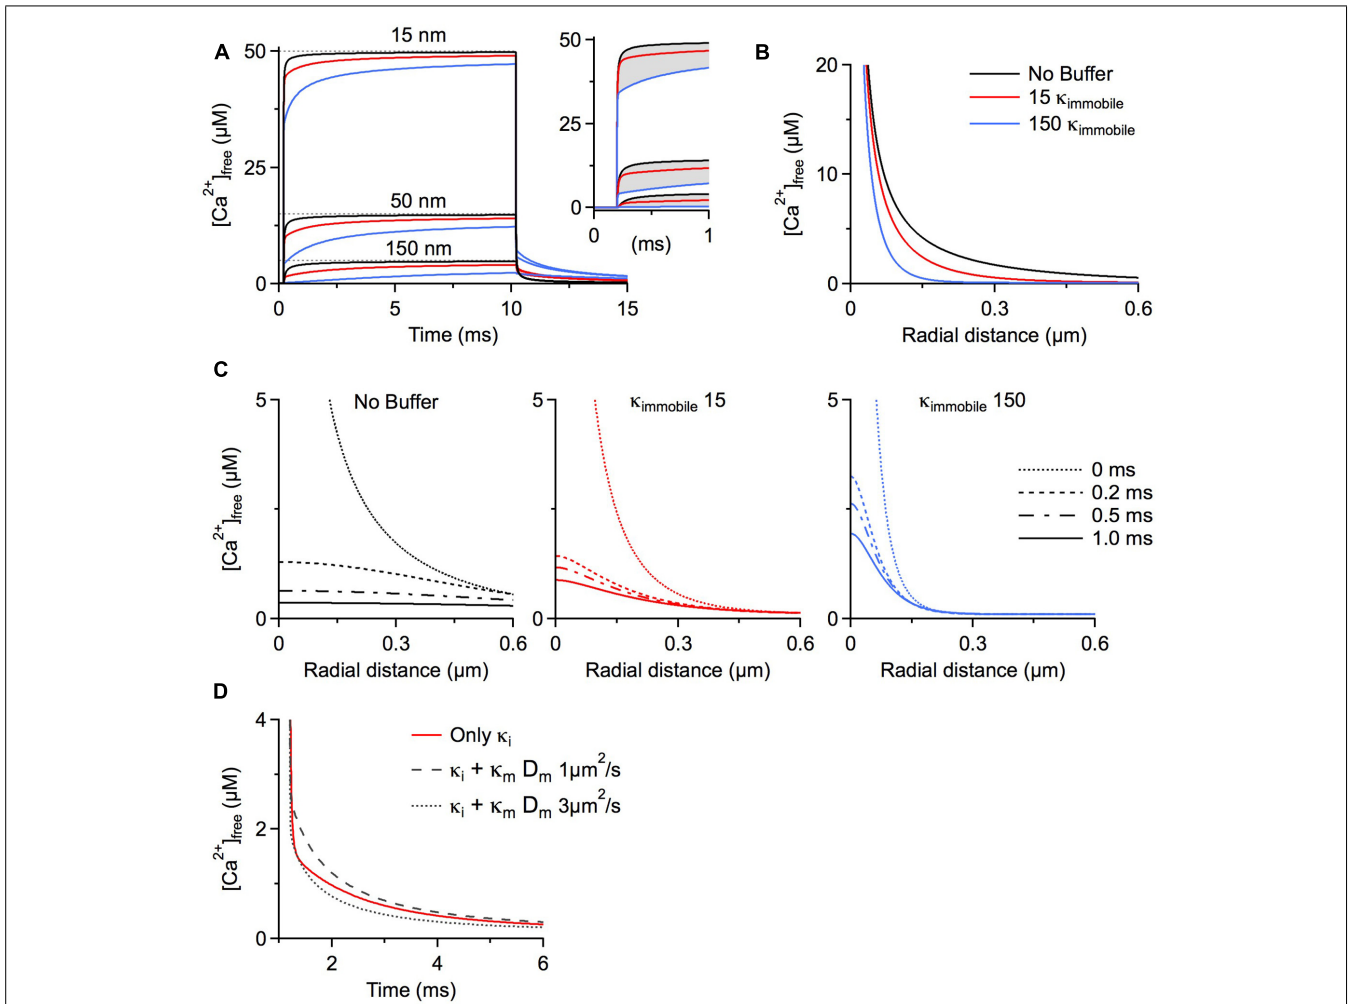 A
[Ca2+]free (µM)
50
25
0
15 nm
50 nm
150 nm
0 5 10 15
Time (ms)
50
25
0
0 1
(ms)
B
[Ca2+]free (µM)
20
10
0
No Buffer
15 κimmobile
150 κimmobile
0 0.3 0.6
Radial distance (µm)
C
[Ca2+]free (µM)
5
0
No Buffer
0 0.3 0.6
Radial distance (µm)
5
0
κimmobile 15
0 0.3 0.6
Radial distance (µm)
5
0
κimmobile 150
0 0.3 0.6
Radial distance (µm)
0 ms
0.2 ms
0.5 ms
1.0 ms
D
[Ca2+]free (µM)
4
2
0
Only κi
κi + κm Dm 1µm2/s
κi + κm Dm 3µm2/s
2 4 6
Time (ms)